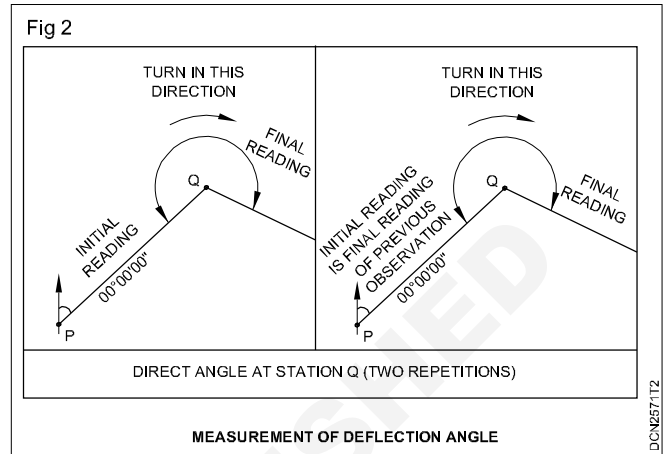 Fig 2
TURN IN THIS
DIRECTION
FINAL
READING
Q
INITIAL
READING
00°00'00"
P
TURN IN THIS
DIRECTION
FINAL
READING
Q
INITIAL READING
IS FINAL READING
OF PREVIOUS
OBSERVATION
00°00'00"
P
DIRECT ANGLE AT STATION Q (TWO REPETITIONS)
MEASUREMENT OF DEFLECTION ANGLE
DCN2571T2